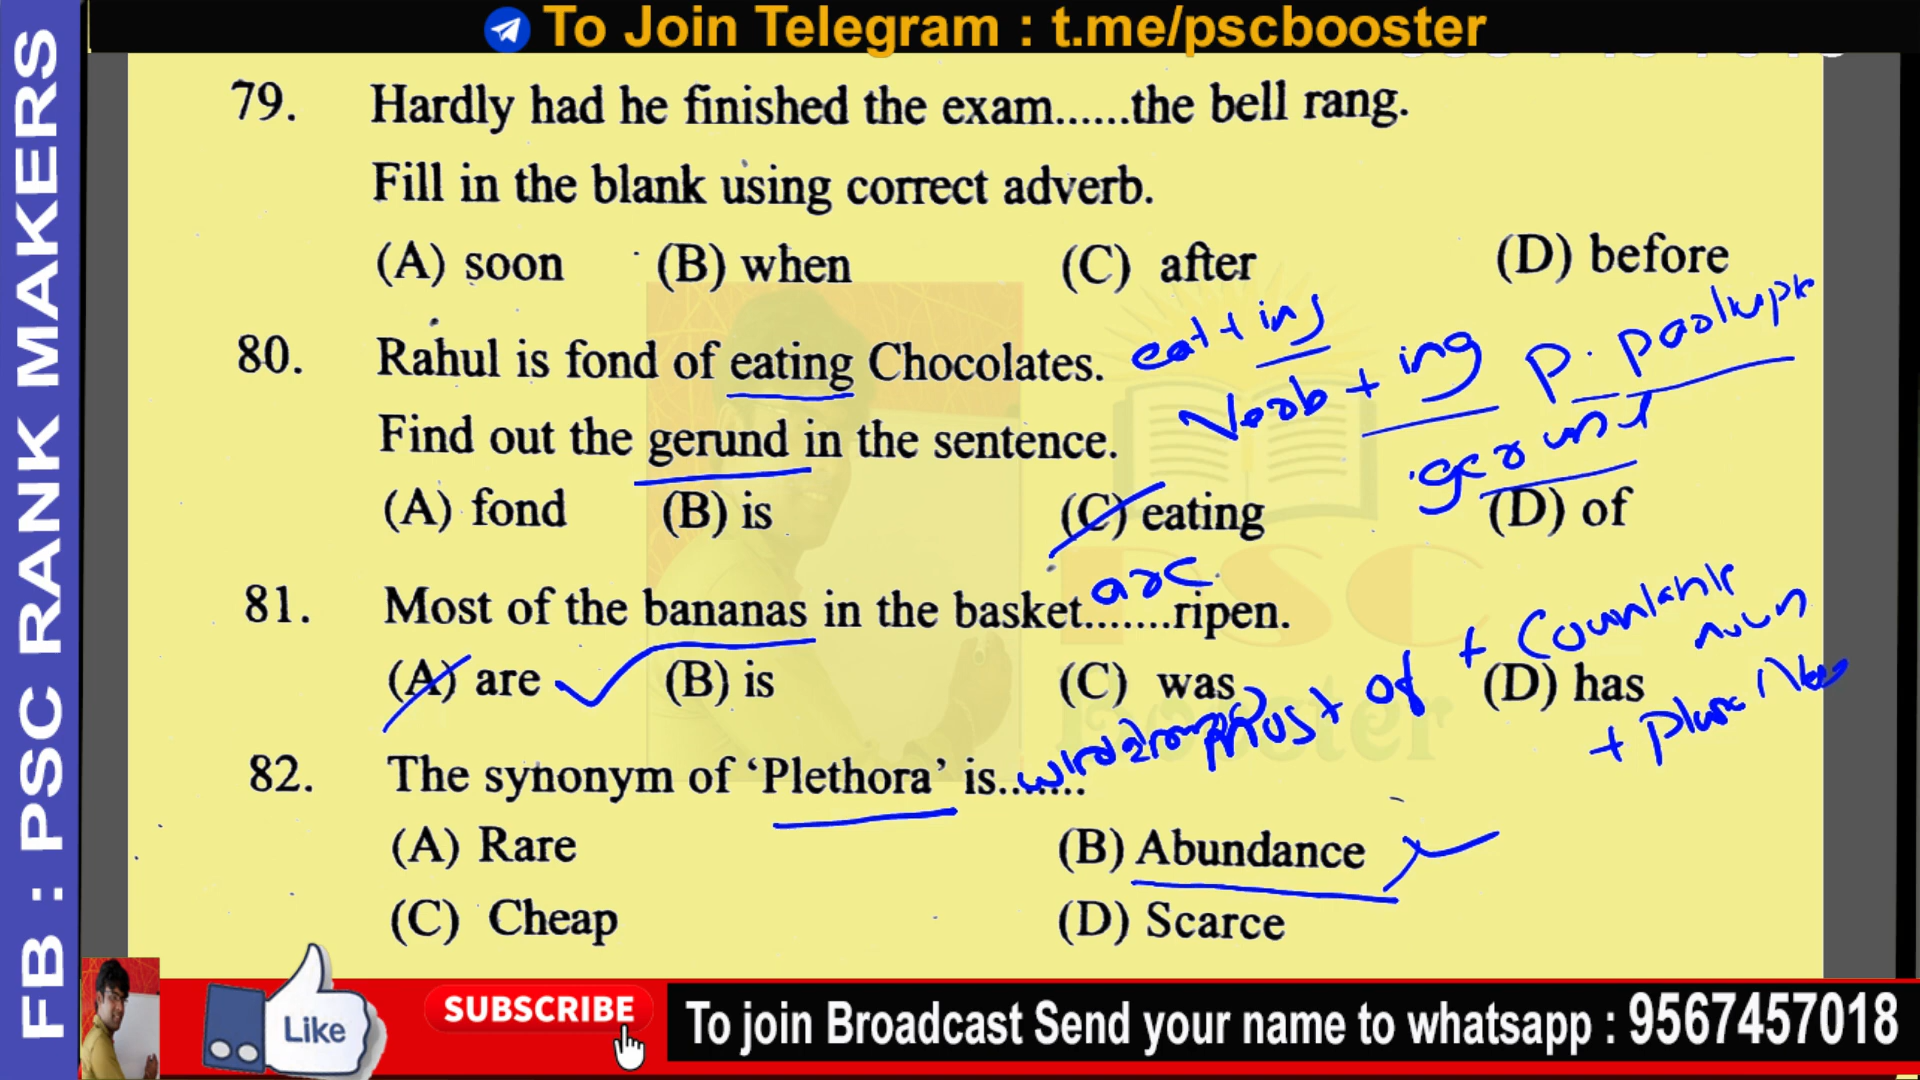 To Join Telegram : t.me/pscbooster
FB : PSC RANK MAKERS
79. Hardly had he finished the exam......the bell rang.
Fill in the blank using correct adverb.
(A) soon (B) when (C) after (D) before
eat + ing
80. Rahul is fond of eating Chocolates.
Verb + ing
Find out the gerund in the sentence.
gerund
(A) fond (B) is (C) eating (D) of
are
81. Most of the bananas in the basket.......ripen.
(A) are (B) is (C) was (D) has
most of + Countable noun
82. The synonym of ‘Plethora’ is........
(A) Rare (B) Abundance
(C) Cheap (D) Scarce
PSC
booster
Like
SUBSCRIBE
To join Broadcast Send your name to whatsapp : 9567457018